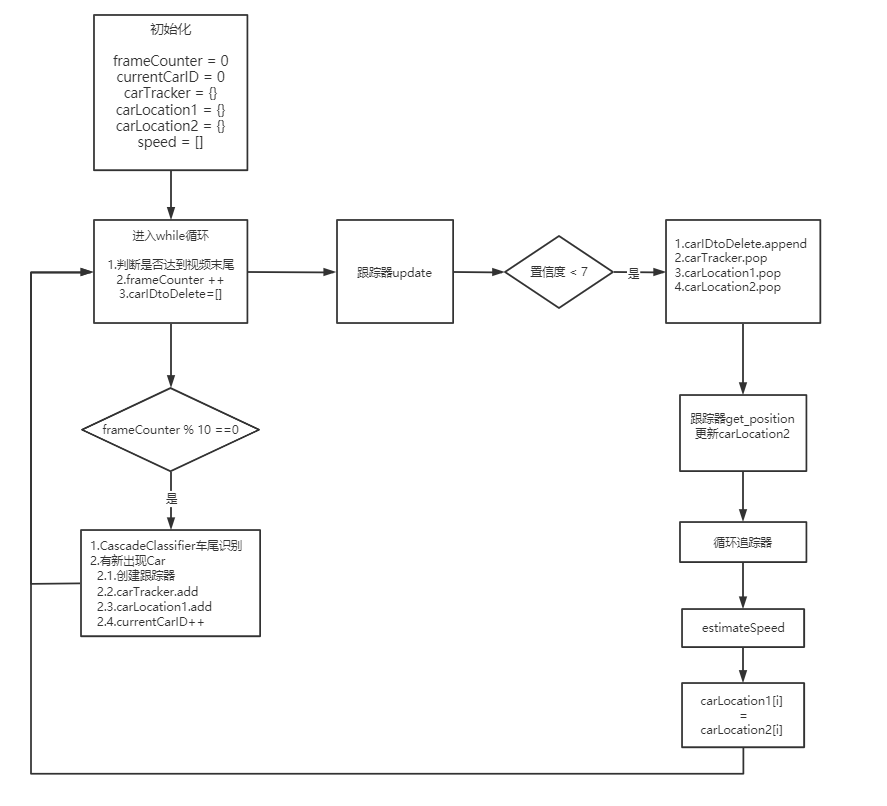 初始化
frameCounter = 0
currentCarID = 0
carTracker = {}
carLocation1 = {}
carLocation2 = {}
speed = []
进入while循环
1.判断是否达到视频末尾
2.frameCounter ++
3.carIDtoDelete=[]
跟踪器update
置信度 < 7
是
1.carIDtoDelete.append
2.carTracker.pop
3.carLocation1.pop
4.carLocation2.pop
frameCounter % 10 ==0
是
1.CascadeClassifier车尾识别
2.有新出现Car
2.1.创建跟踪器
2.2.carTracker.add
2.3.carLocation1.add
2.4.currentCarID++
跟踪器get_position
更新carLocation2
循环追踪器
estimateSpeed
carLocation1[i]
=
carLocation2[i]